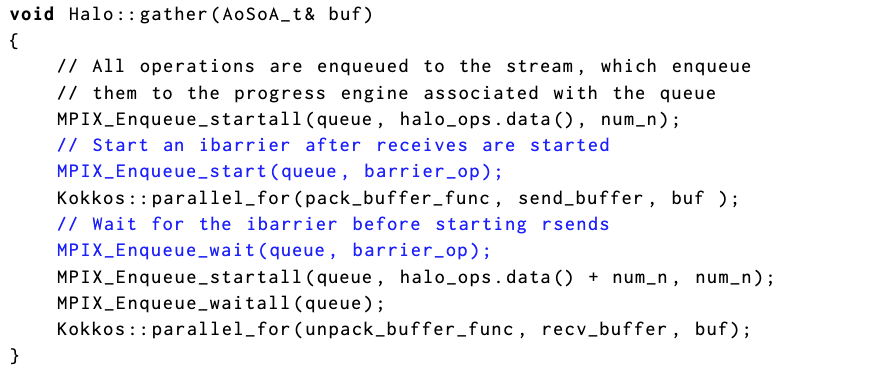 void Halo::gather(AoSoA_t& buf)
{
    // All operations are enqueued to the stream, which enqueue
    // them to the progress engine associated with the queue
    MPIX_Enqueue_startall(queue, halo_ops.data(), num_n);
    // Start an ibarrier after receives are started
    MPIX_Enqueue_start(queue, barrier_op);
    Kokkos::parallel_for(pack_buffer_func, send_buffer, buf );
    // Wait for the ibarrier before starting rsends
    MPIX_Enqueue_wait(queue, barrier_op);
    MPIX_Enqueue_startall(queue, halo_ops.data() + num_n, num_n);
    MPIX_Enqueue_waitall(queue);
    Kokkos::parallel_for(unpack_buffer_func, recv_buffer, buf);
}